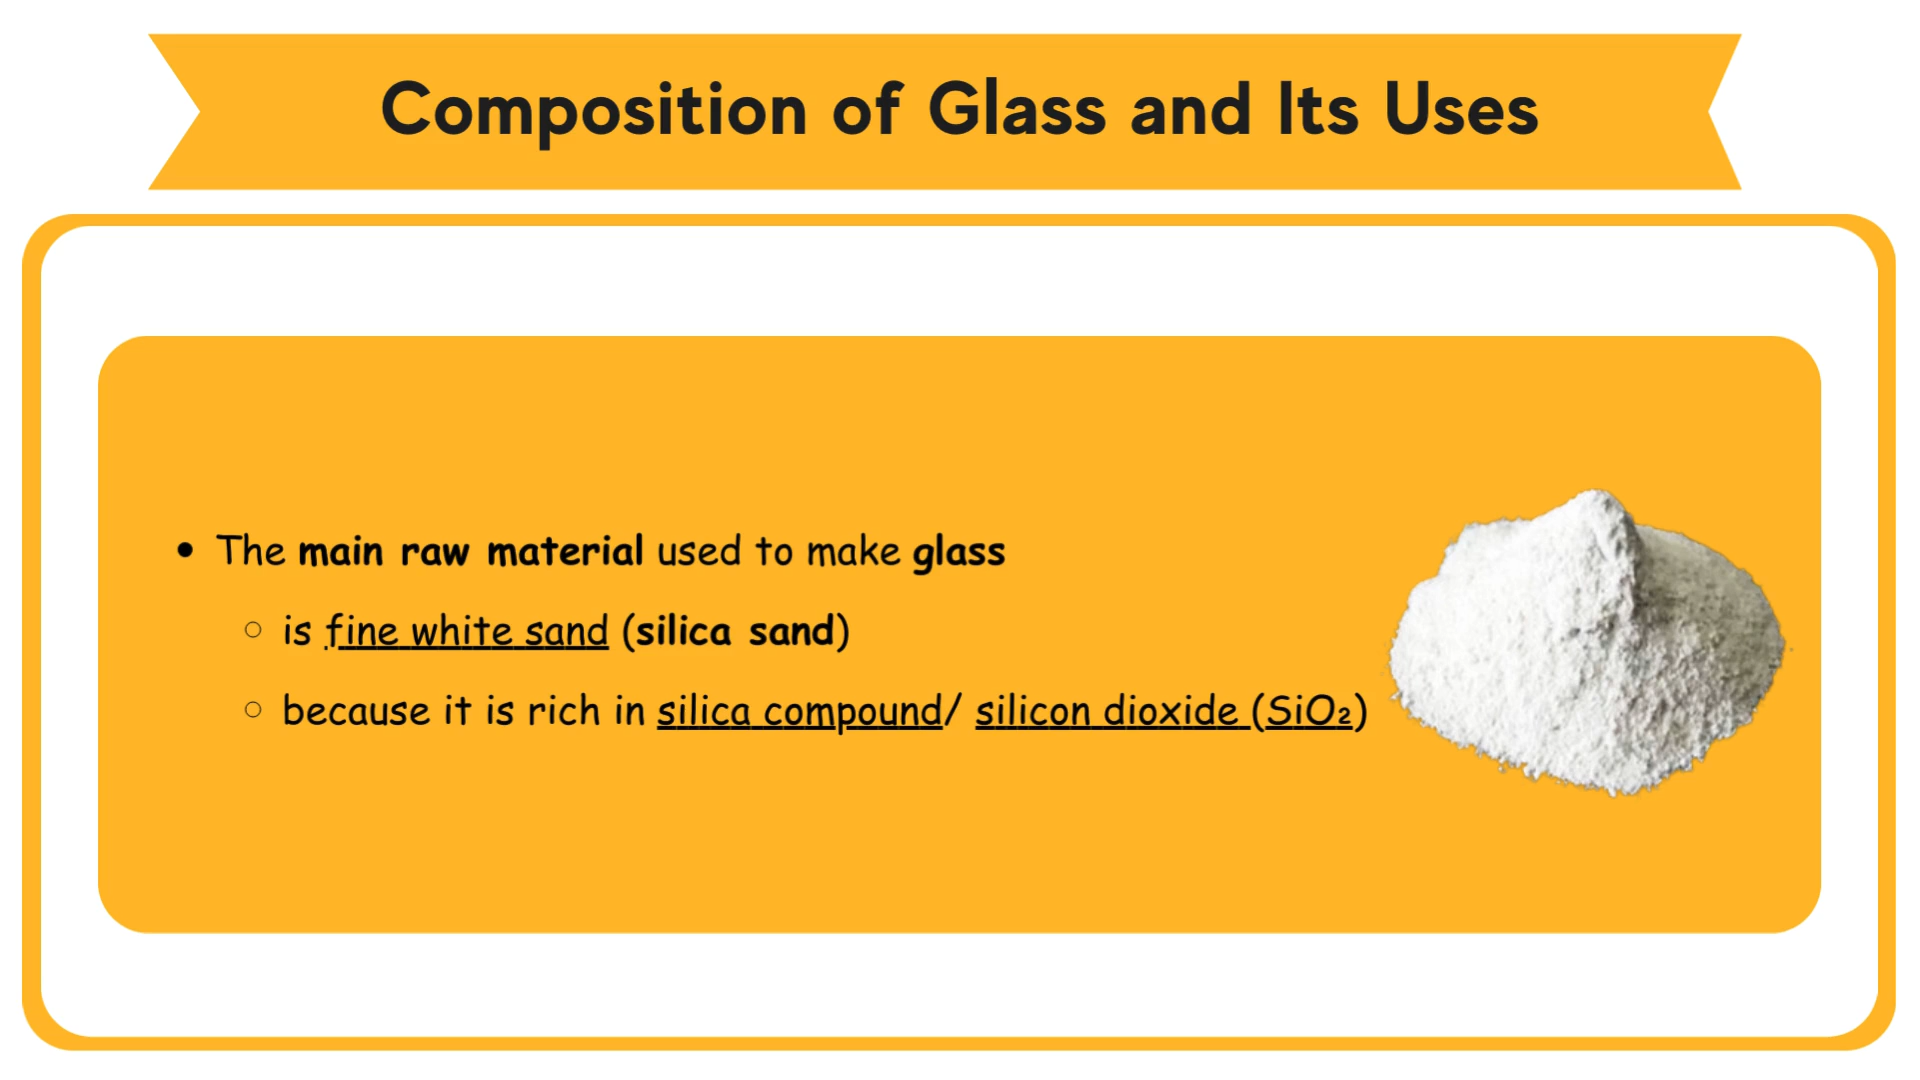 Composition of Glass and Its Uses
• The main raw material used to make glass
○ is fine white sand (silica sand)
○ because it is rich in silica compound/ silicon dioxide (SiO₂)